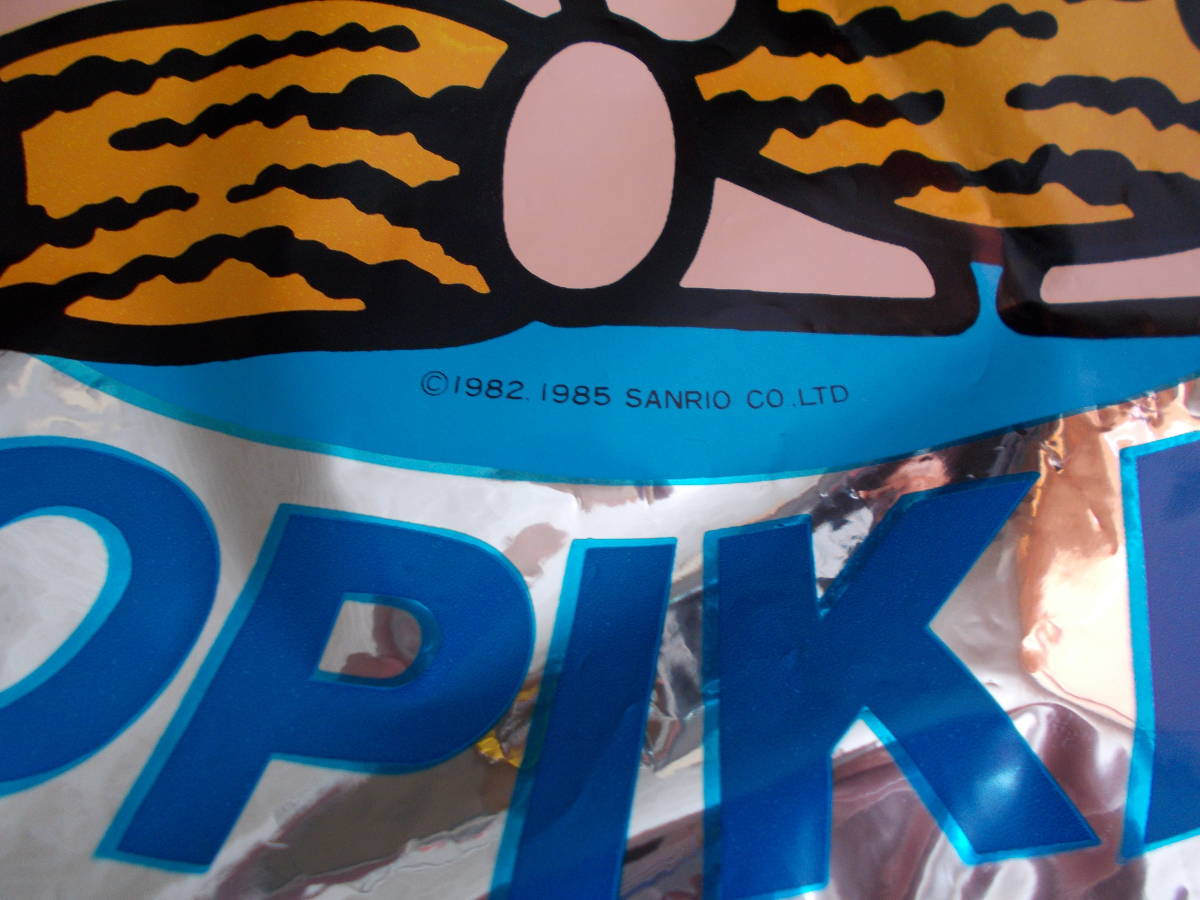 ©1982. 1985 SANRIO CO.,LTD
OPIK